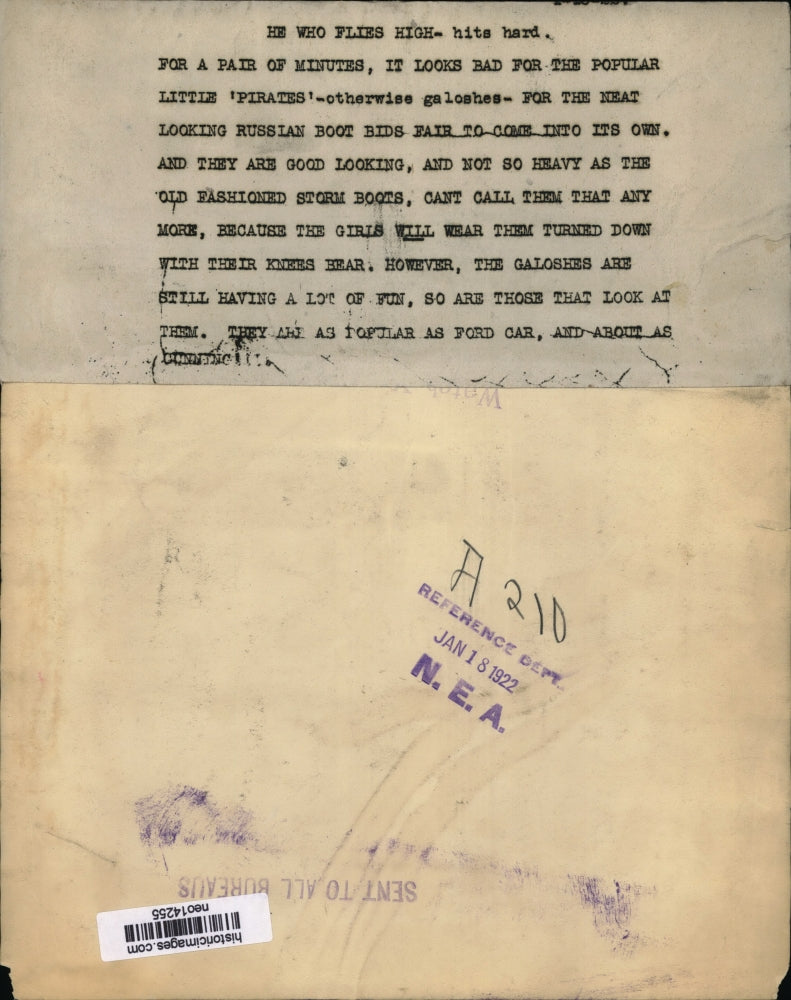 HE WHO FLIES HIGH- hits hard.
FOR A PAIR OF MINUTES, IT LOOKS BAD FOR THE POPULAR
LITTLE 'PIRATES'-otherwise galoshes- FOR THE NEAT
LOOKING RUSSIAN BOOT BIDS FAIR TO COME INTO ITS OWN.
AND THEY ARE GOOD LOOKING, AND NOT SO HEAVY AS THE
OLD FASHIONED STORM BOOTS, CANT CALL THEM THAT ANY
MORE, BECAUSE THE GIRLS WILL WEAR THEM TURNED DOWN
WITH THEIR KNEES BEAR. HOWEVER, THE GALOSHES ARE
STILL HAVING A LOT OF FUN, SO ARE THOSE THAT LOOK AT
THEM. THEY ARE AS POPULAR AS FORD CAR, AND ABOUT AS
CUNNING!!!.
A 210
REFERENCE DEPT.
JAN 18 1922
N. E. A.
SENT TO ALL BUREAUS
historicimages.com
neo14255